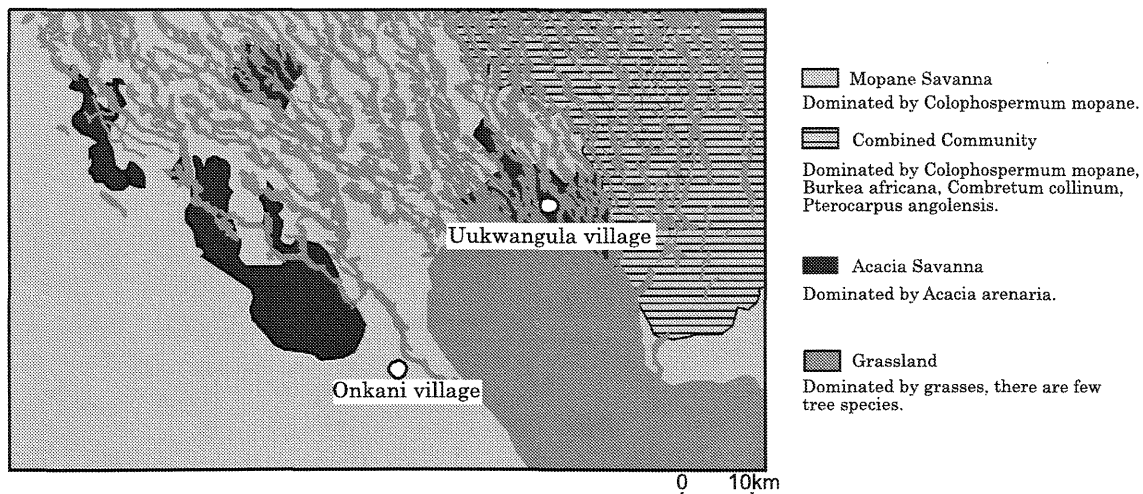 Uukwangula village
Onkani village
0 10km
Mopane Savanna
Dominated by Colophospermum mopane.
Combined Community
Dominated by Colophospermum mopane,
Burkea africana, Combretum collinum,
Pterocarpus angolensis.
Acacia Savanna
Dominated by Acacia arenaria.
Grassland
Dominated by grasses, there are few
tree species.